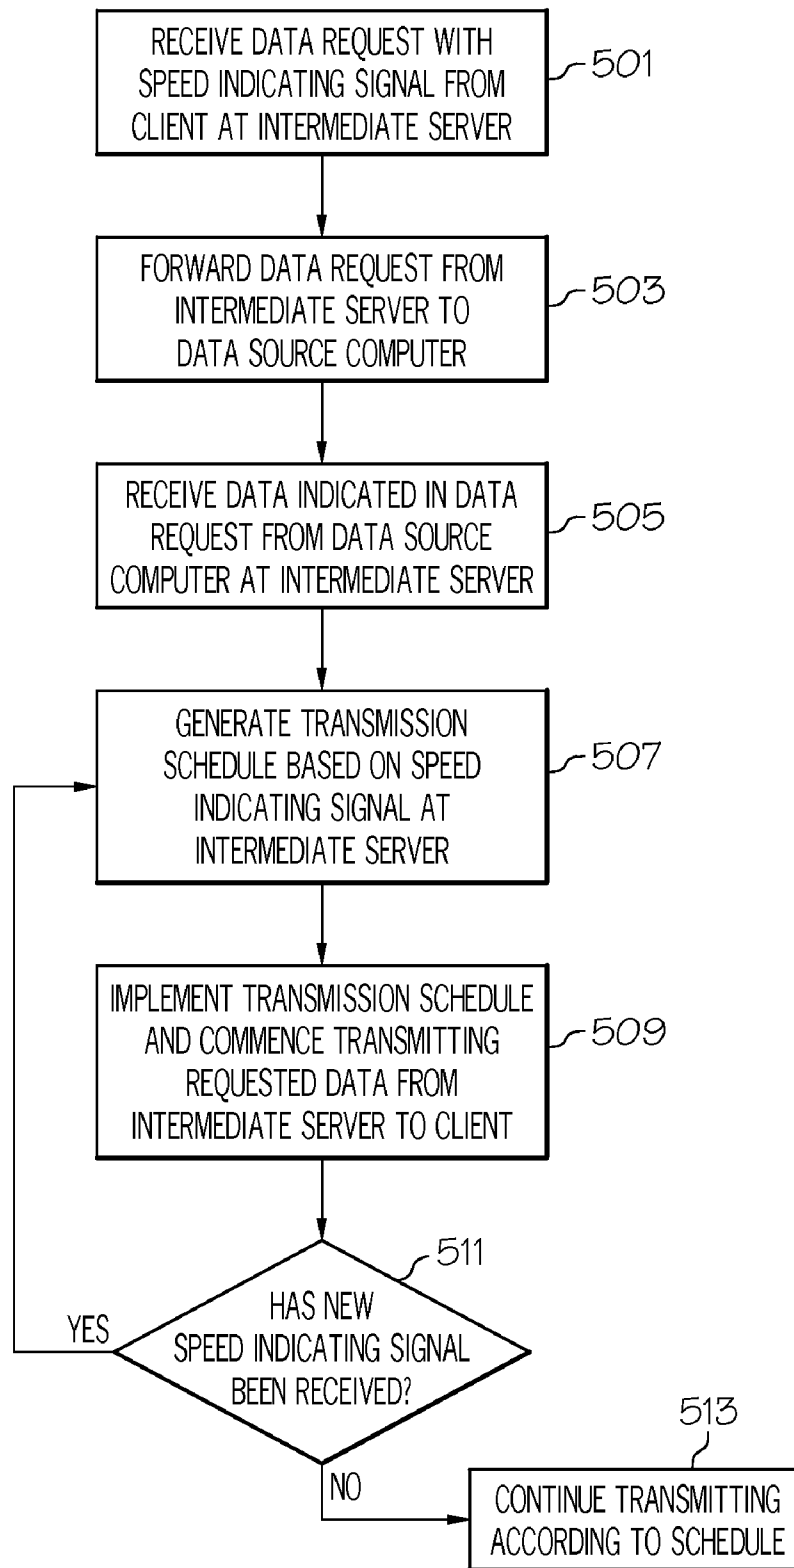 RECEIVE DATA REQUEST WITH
SPEED INDICATING SIGNAL FROM
CLIENT AT INTERMEDIATE SERVER
501
FORWARD DATA REQUEST FROM
INTERMEDIATE SERVER TO
DATA SOURCE COMPUTER
503
RECEIVE DATA INDICATED IN DATA
REQUEST FROM DATA SOURCE
COMPUTER AT INTERMEDIATE SERVER
505
GENERATE TRANSMISSION
SCHEDULE BASED ON SPEED
INDICATING SIGNAL AT
INTERMEDIATE SERVER
507
IMPLEMENT TRANSMISSION SCHEDULE
AND COMMENCE TRANSMITTING
REQUESTED DATA FROM
INTERMEDIATE SERVER TO CLIENT
509
511
HAS NEW
SPEED INDICATING SIGNAL
BEEN RECEIVED?
YES
NO
513
CONTINUE TRANSMITTING
ACCORDING TO SCHEDULE